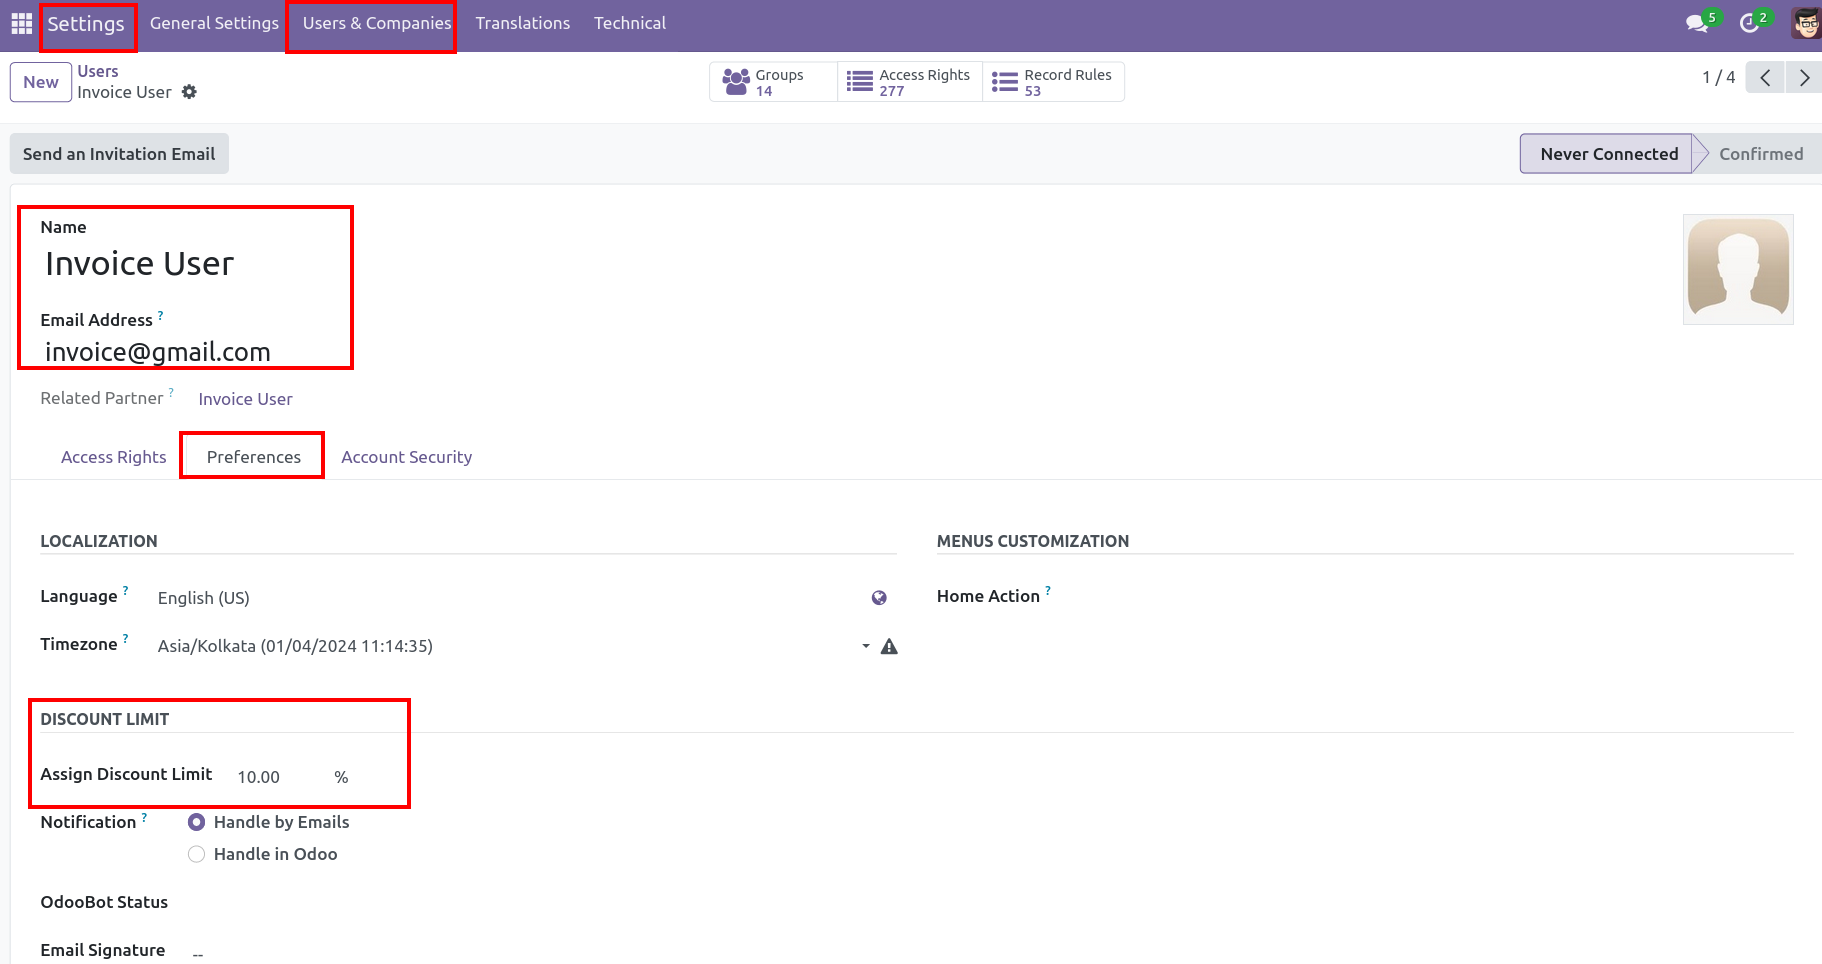 Settings General Settings Users & Companies Translations Technical 5 2
New Users Groups 14 Access Rights 277 Record Rules 53 1 / 4
Invoice User
Send an Invitation Email Never Connected Confirmed
Name
Invoice User
Email Address ?
invoice@gmail.com
Related Partner ? Invoice User
Access Rights Preferences Account Security
LOCALIZATION MENUS CUSTOMIZATION
Language ? English (US) Home Action ?
Timezone ? Asia/Kolkata (01/04/2024 11:14:35)
DISCOUNT LIMIT
Assign Discount Limit 10.00 %
Notification ? Handle by Emails
Handle in Odoo
OdooBot Status
Email Signature --